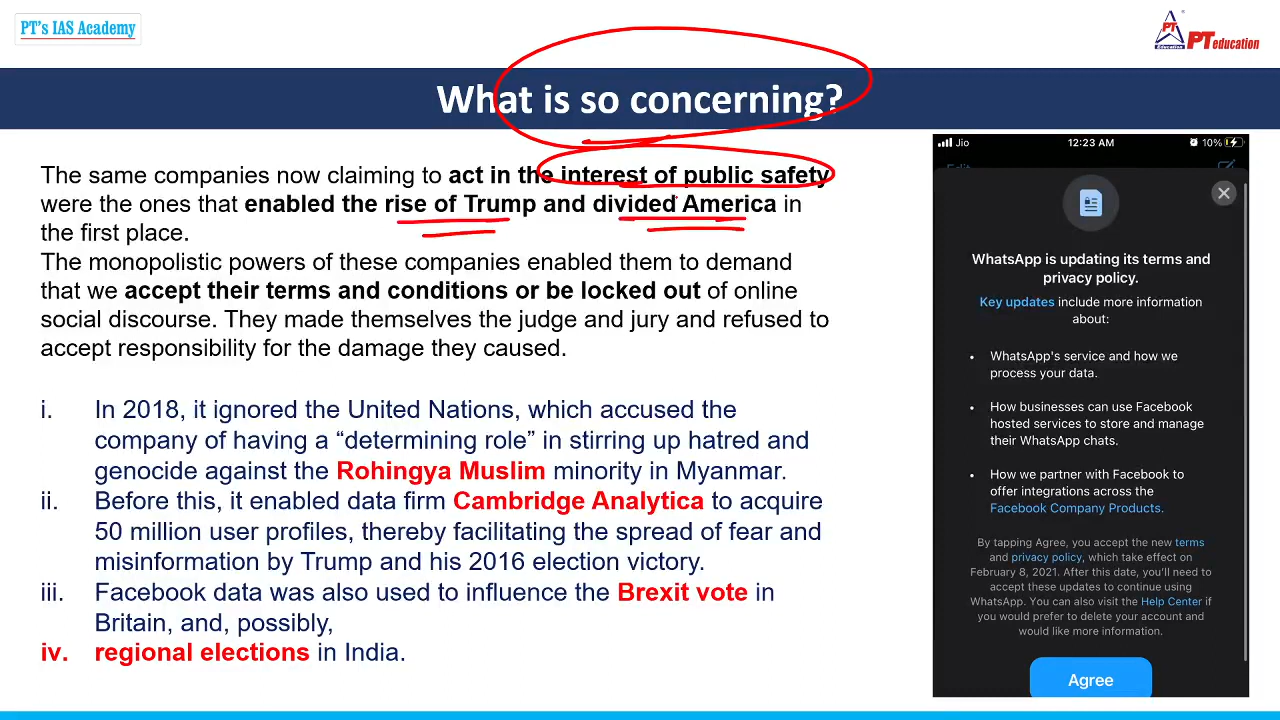 PT's IAS Academy
PT
Education
PT education
What is so concerning?
The same companies now claiming to act in the interest of public safety
were the ones that enabled the rise of Trump and divided America in
the first place.
The monopolistic powers of these companies enabled them to demand
that we accept their terms and conditions or be locked out of online
social discourse. They made themselves the judge and jury and refused to
accept responsibility for the damage they caused.
i. In 2018, it ignored the United Nations, which accused the
company of having a “determining role” in stirring up hatred and
genocide against the Rohingya Muslim minority in Myanmar.
ii. Before this, it enabled data firm Cambridge Analytica to acquire
50 million user profiles, thereby facilitating the spread of fear and
misinformation by Trump and his 2016 election victory.
iii. Facebook data was also used to influence the Brexit vote in
Britain, and, possibly,
iv. regional elections in India.
Jio 12:23 AM 10%
Edit
WhatsApp is updating its terms and
privacy policy.
Key updates include more information
about:
• WhatsApp's service and how we
process your data.
• How businesses can use Facebook
hosted services to store and manage
their WhatsApp chats.
• How we partner with Facebook to
offer integrations across the
Facebook Company Products.
By tapping Agree, you accept the new terms
and privacy policy, which take effect on
February 8, 2021. After this date, you'll need to
accept these updates to continue using
WhatsApp. You can also visit the Help Center if
you would prefer to delete your account and
would like more information.
Agree